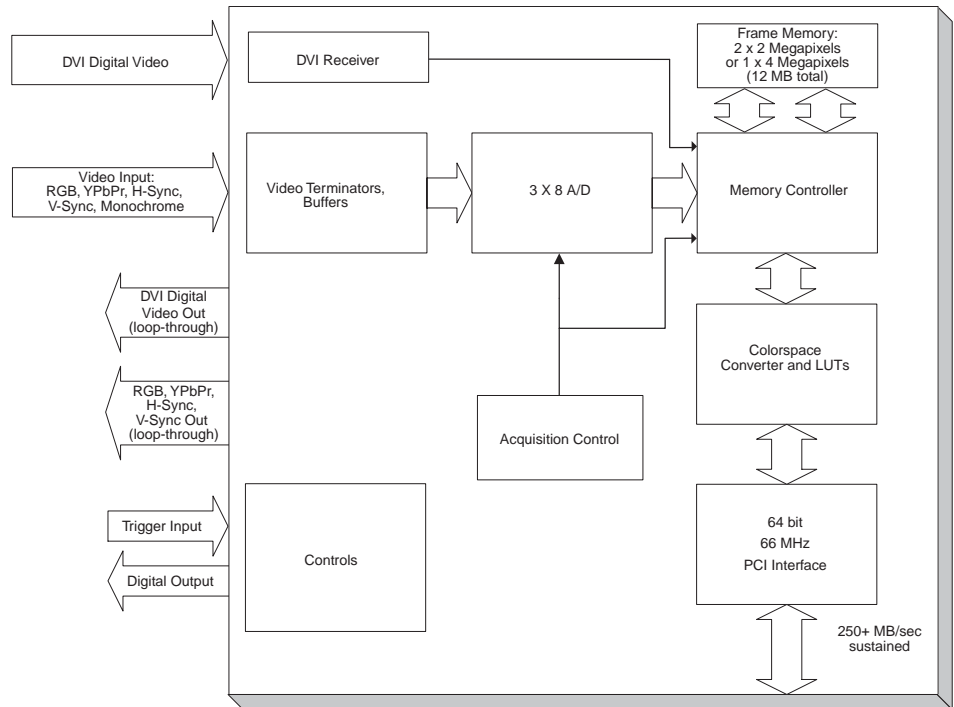 DVI Digital Video
DVI Receiver
Frame Memory:
2 x 2 Megapixels
or 1 x 4 Megapixels
(12 MB total)
Video Input:
RGB, YPbPr, H-Sync,
V-Sync, Monochrome
Video Terminators,
Buffers
3 X 8 A/D
Memory Controller
DVI Digital
Video Out
(loop-through)
Colorspace
Converter and LUTs
RGB, YPbPr,
H-Sync,
V-Sync Out
(loop-through)
Acquisition Control
Trigger Input
Digital Output
Controls
64 bit
66 MHz
PCI Interface
250+ MB/sec
sustained